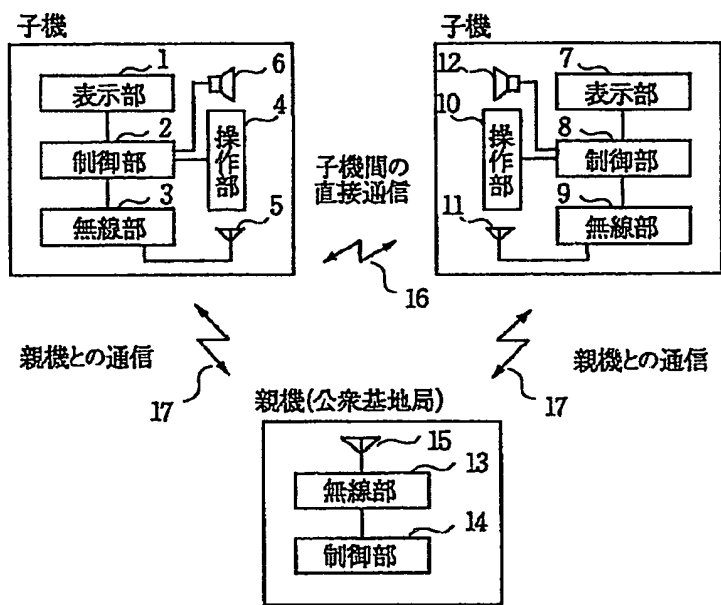 子機
1
表示部
2
制御部
3
無線部
6
4
操作部
5
子機
7
表示部
12
10
操作部
8
制御部
9
無線部
11
子機間の
直接通信
16
親機との通信
17
親機との通信
17
親機(公衆基地局)
15
13
無線部
14
制御部